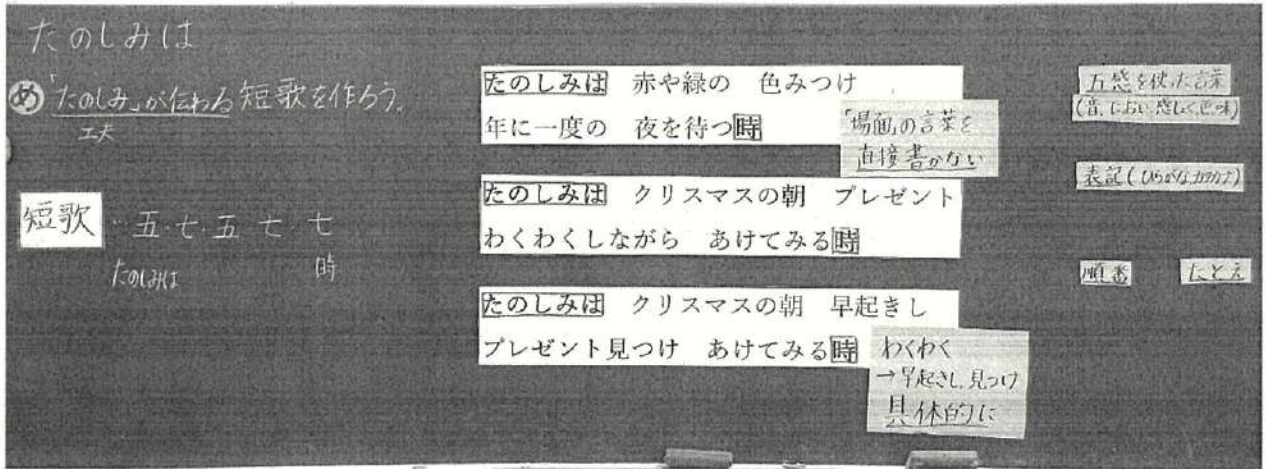 たのしみは
め 「たのしみ」が伝わる短歌を作ろう。
工夫
短歌 … 五・七・五 七・七
たのしみは 時
たのしみは 赤や緑の 色みつけ
年に一度の 夜を待つ時
「場面」の言葉を
直接書かない
たのしみは クリスマスの朝 プレゼント
わくわくしながら あけてみる時
たのしみは クリスマスの朝 早起きし
プレゼント見つけ あけてみる時
わくわく
→早起きし、見つけ
具体的に
五感を使った言葉
(音、におい、感しょく、色、味)
表記(ひらがな、カタカナ)
順番 たとえ